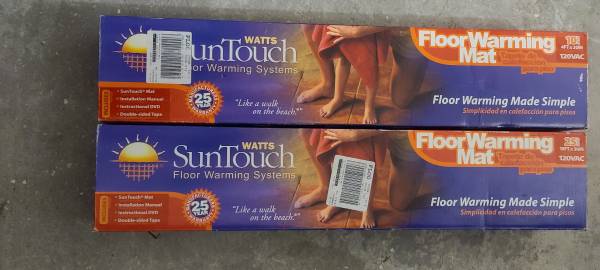 WATTS
SunTouch
Floor Warming Systems
• SunTouch® Mat
• Installation Manual
• Instructional DVD
• Double-sided Tape
25
YEAR
"Like a walk
on the beach."
Floor Warming
Mat
120VAC
Floor Warming Made Simple
Simplicidad en calefacción para pisos
WATTS
SunTouch
Floor Warming Systems
• SunTouch® Mat
• Installation Manual
• Instructional DVD
• Double-sided Tape
25
YEAR
"Like a walk
on the beach."
Floor Warming
Mat
120VAC
Floor Warming Made Simple
Simplicidad en calefacción para pisos